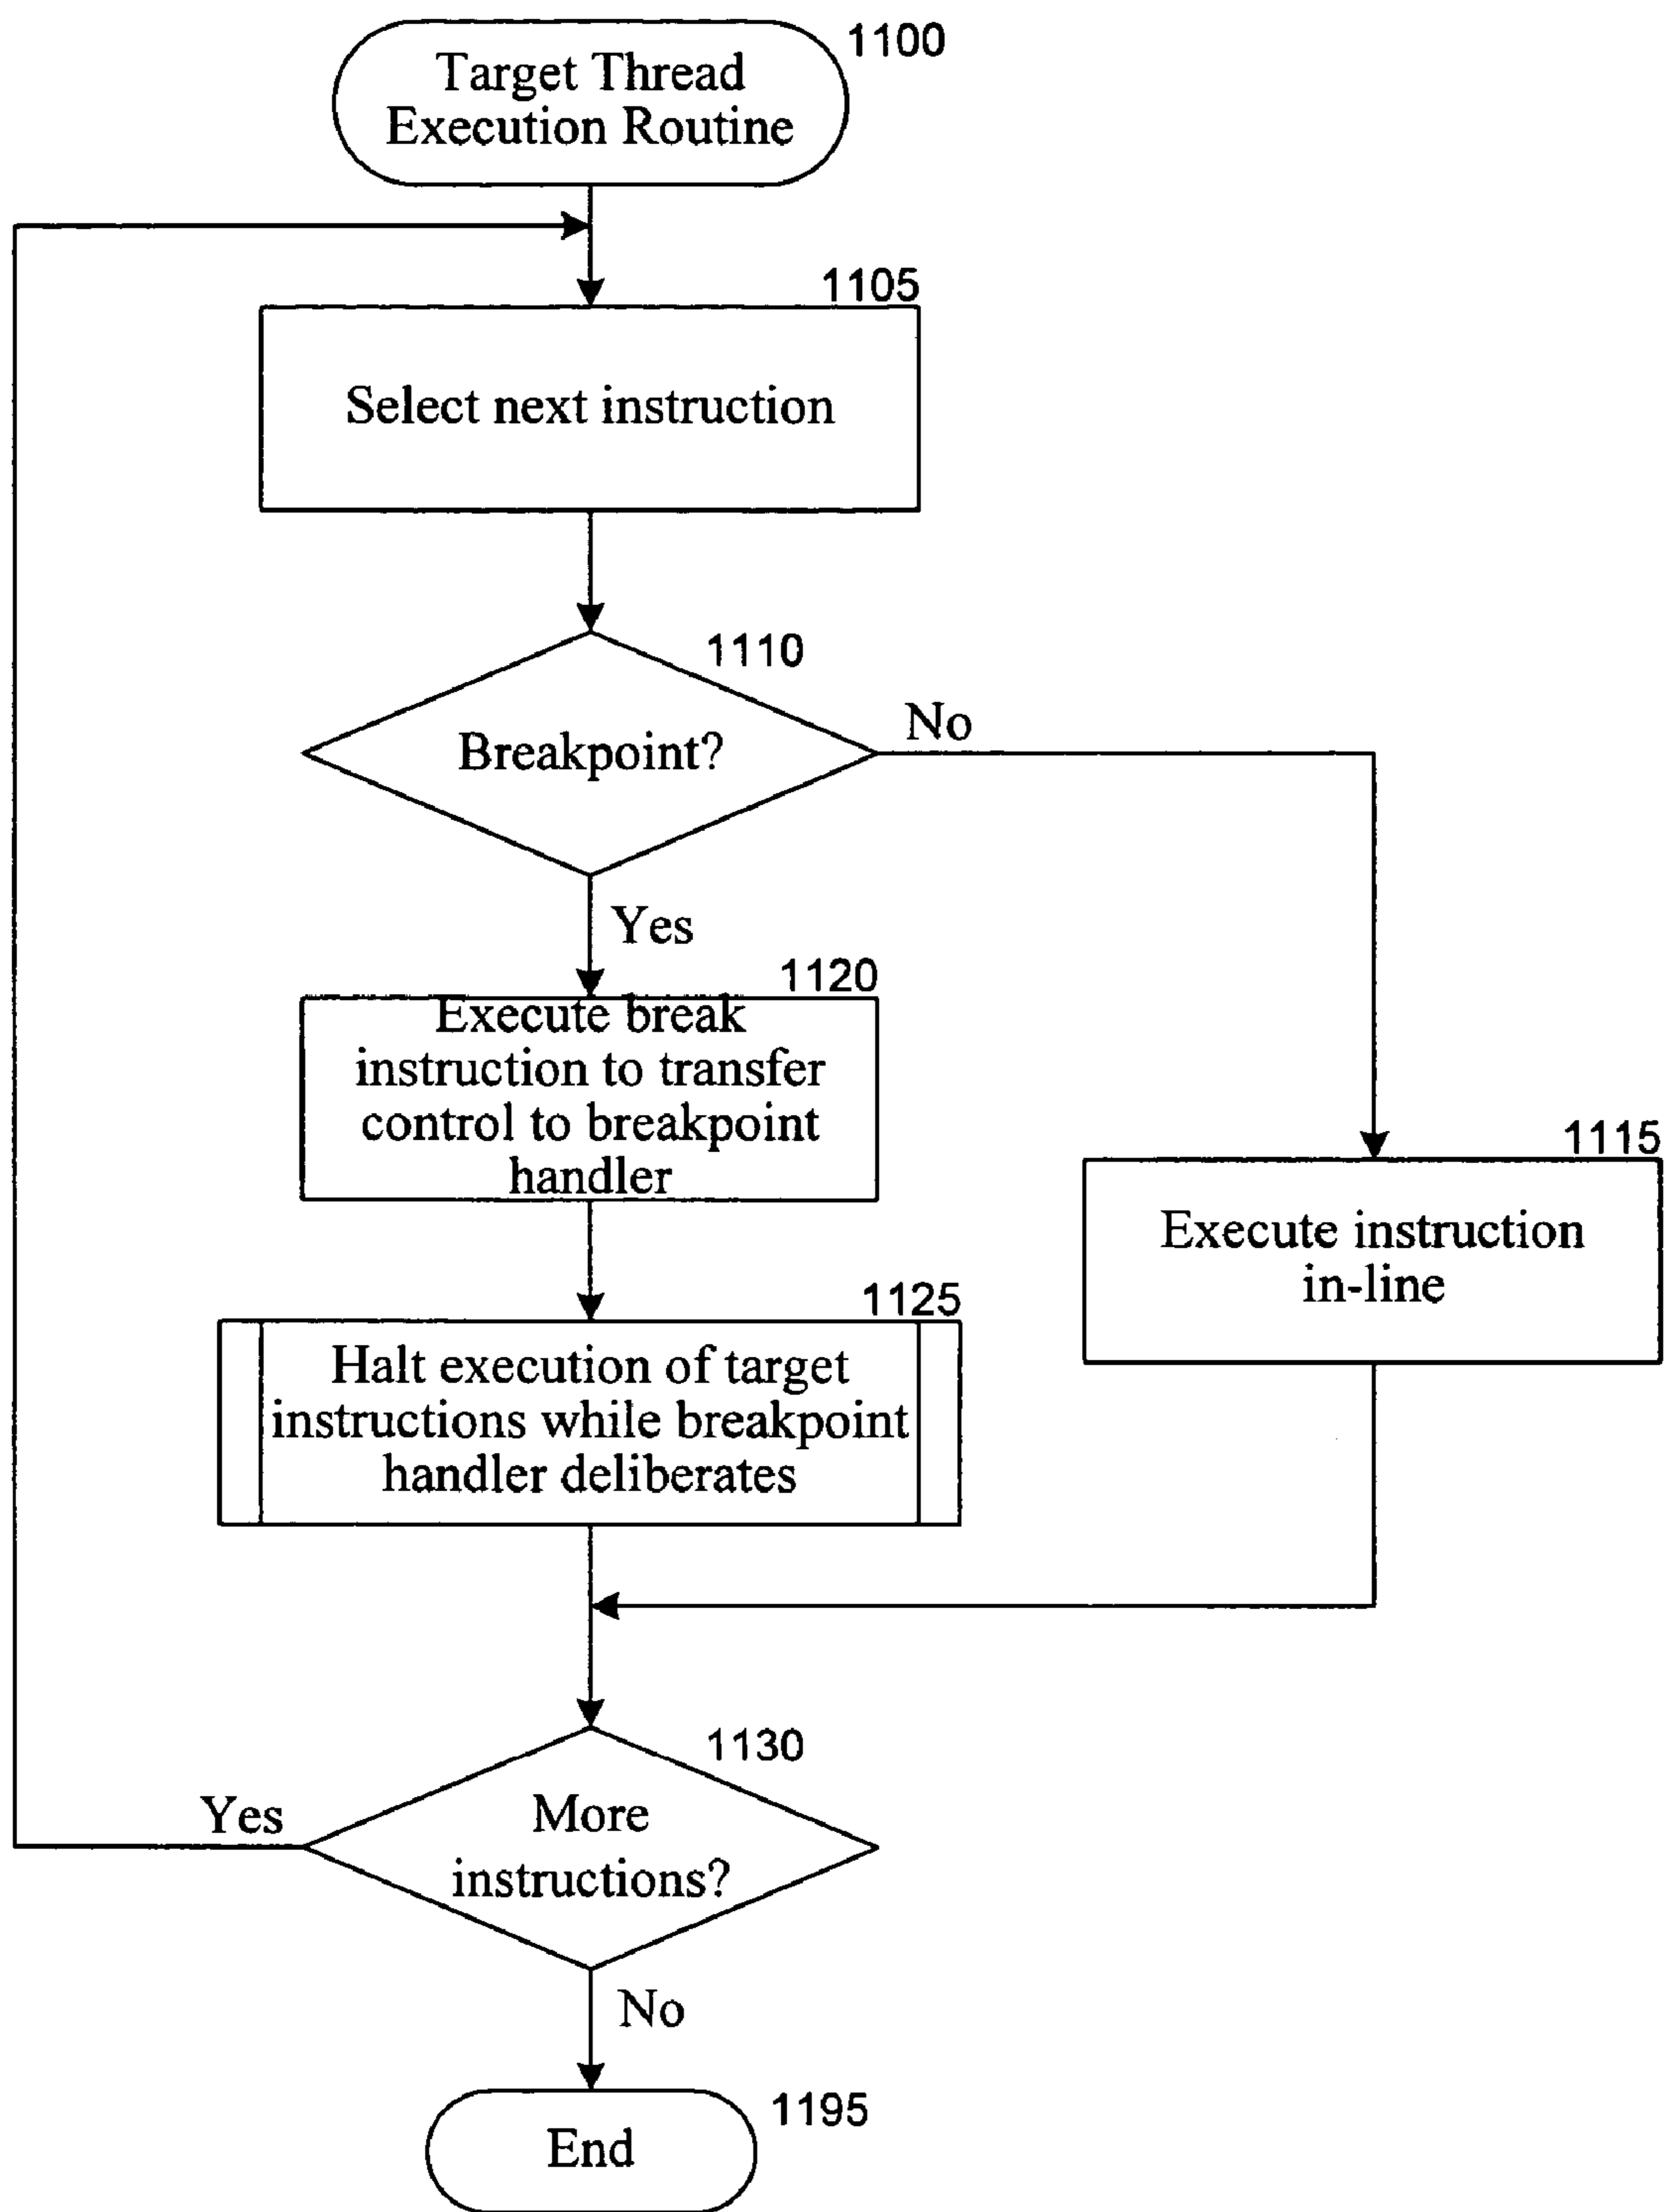 1100
Target Thread
Execution Routine
1105
Select next instruction
1110
Breakpoint?
No
Yes
1120
Execute break
instruction to transfer
control to breakpoint
handler
1115
Execute instruction
in-line
1125
Halt execution of target
instructions while breakpoint
handler deliberates
1130
More
instructions?
Yes
No
1195
End